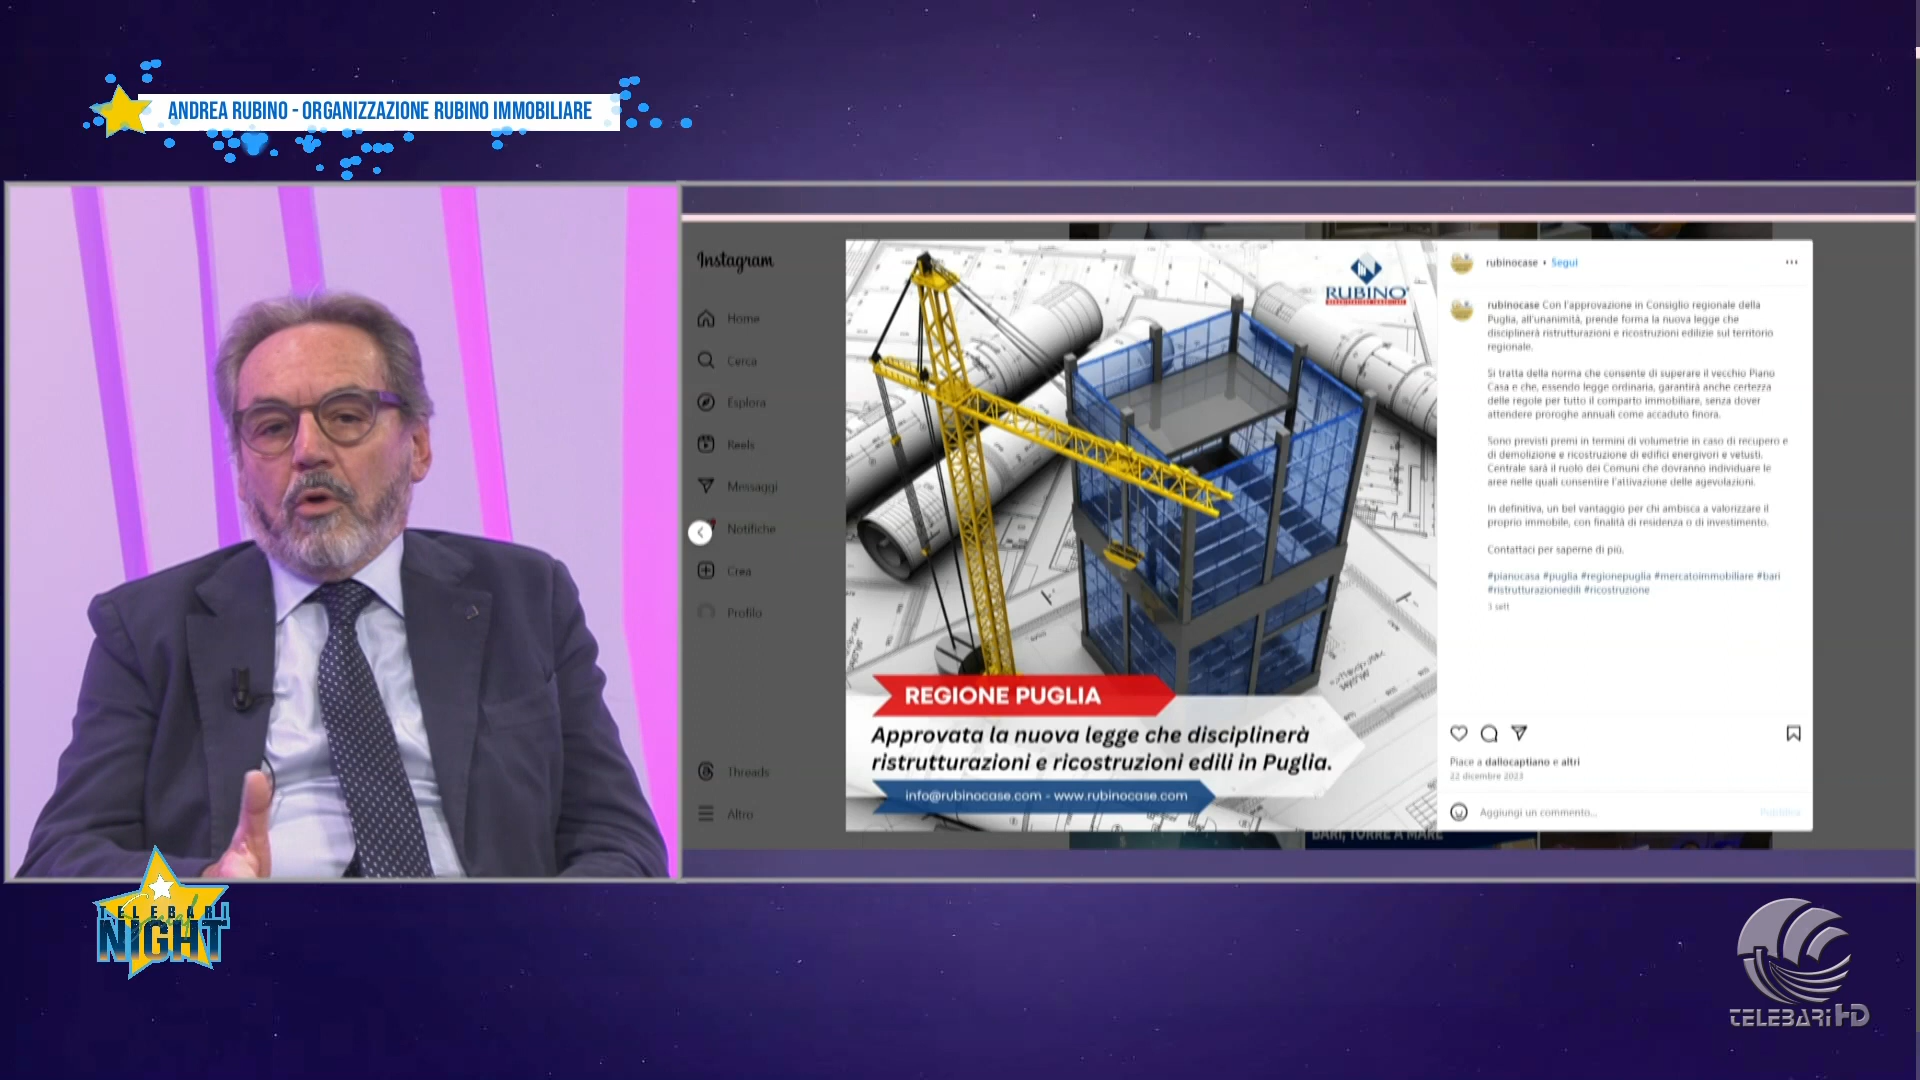 ANDREA RUBINO - ORGANIZZAZIONE RUBINO IMMOBILIARE
Instagram
Home
Cerca
Esplora
Reels
Messaggi
Notifiche
Crea
Profilo
Threads
Altro
RUBINO
REGIONE PUGLIA
Approvata la nuova legge che disciplinerà
ristrutturazioni e ricostruzioni edili in Puglia.
info@rubinocase.com - www.rubinocase.com
BARI, TORRE A MARE
rubinocase • Segui
rubinocase Con l'approvazione in Consiglio regionale della
Puglia, all'unanimità, prende forma la nuova legge che
disciplinerà ristrutturazioni e ricostruzioni edilizie sul territorio
regionale.
Si tratta della norma che consente di superare il vecchio Piano
Casa e che, essendo legge ordinaria, garantirà anche certezza
delle regole per tutto il comparto immobiliare, senza dover
attendere proroghe annuali come accaduto finora.
Sono previsti premi in termini di volumetrie in caso di recupero e
di demolizione e ricostruzione di edifici energivori e vetusti.
Centrale sarà il ruolo dei Comuni che dovranno individuare le
aree nelle quali consentire l'attivazione delle agevolazioni.
In definitiva, un bel vantaggio per chi ambisca a valorizzare il
proprio immobile, con finalità di residenza o di investimento.
Contattaci per saperne di più.
#pianocasa #puglia #regionepuglia #mercatoimmobiliare #bari
#ristrutturazioniedili #ricostruzione
3 sett
Piace a dallocaptiano e altri
22 dicembre 2023
Aggiungi un commento...
Pubblica
TELEBARI
NIGHT
TELEBARI HD